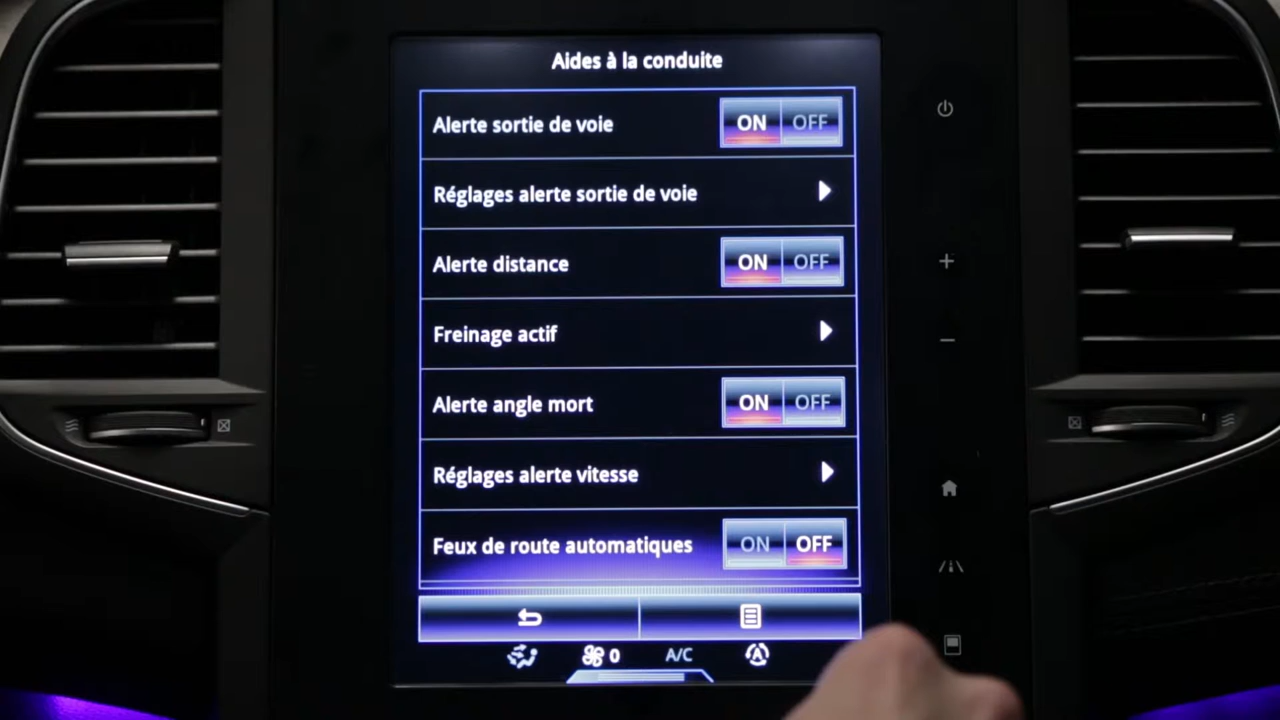 Aides à la conduite
Alerte sortie de voie ON OFF
Réglages alerte sortie de voie
Alerte distance ON OFF
Freinage actif
Alerte angle mort ON OFF
Réglages alerte vitesse
Feux de route automatiques ON OFF
0 A/C A